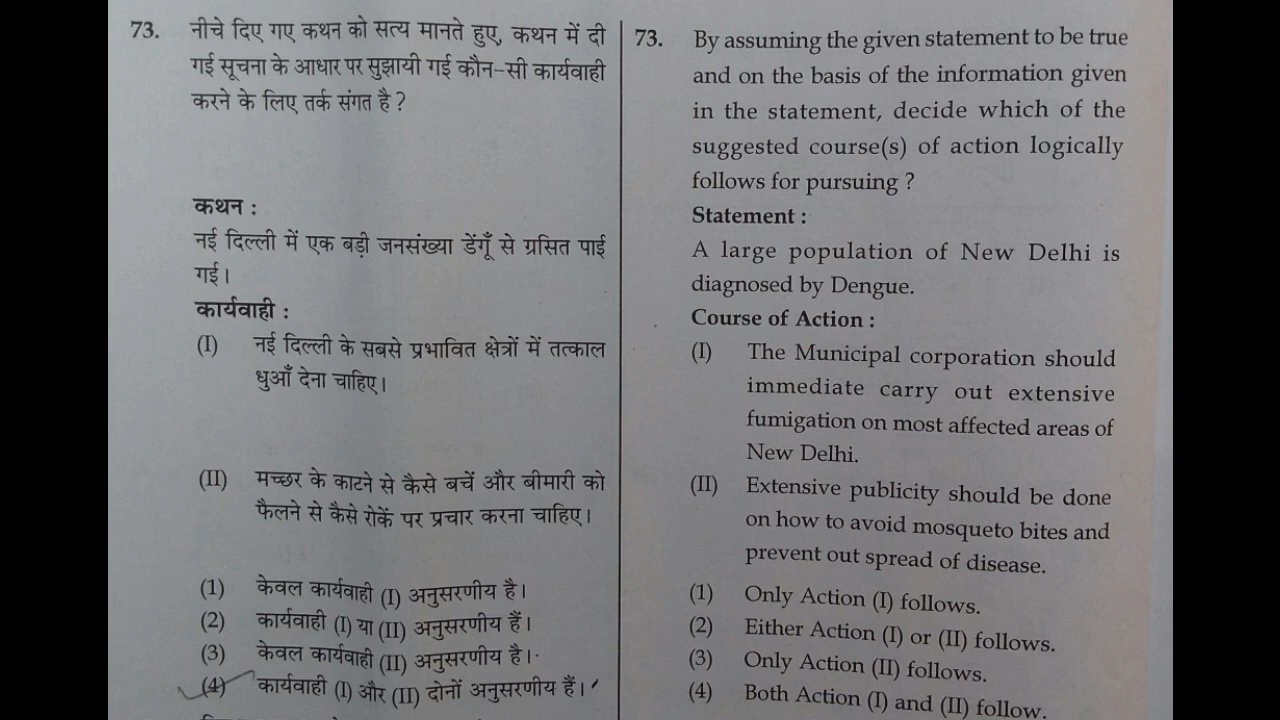 73. नीचे दिए गए कथन को सत्य मानते हुए, कथन में दी
गई सूचना के आधार पर सुझायी गई कौन-सी कार्यवाही
करने के लिए तर्क संगत है ?
कथन :
नई दिल्ली में एक बड़ी जनसंख्या डेंगूँ से ग्रसित पाई
गई।
कार्यवाही :
(I) नई दिल्ली के सबसे प्रभावित क्षेत्रों में तत्काल
धुआँ देना चाहिए।
(II) मच्छर के काटने से कैसे बचें और बीमारी को
फैलने से कैसे रोकें पर प्रचार करना चाहिए।
(1) केवल कार्यवाही (I) अनुसरणीय है।
(2) कार्यवाही (I) या (II) अनुसरणीय हैं।
(3) केवल कार्यवाही (II) अनुसरणीय है।
(4) कार्यवाही (I) और (II) दोनों अनुसरणीय हैं।
73. By assuming the given statement to be true
and on the basis of the information given
in the statement, decide which of the
suggested course(s) of action logically
follows for pursuing ?
Statement :
A large population of New Delhi is
diagnosed by Dengue.
Course of Action :
(I) The Municipal corporation should
immediate carry out extensive
fumigation on most affected areas of
New Delhi.
(II) Extensive publicity should be done
on how to avoid mosqueto bites and
prevent out spread of disease.
(1) Only Action (I) follows.
(2) Either Action (I) or (II) follows.
(3) Only Action (II) follows.
(4) Both Action (I) and (II) follow.